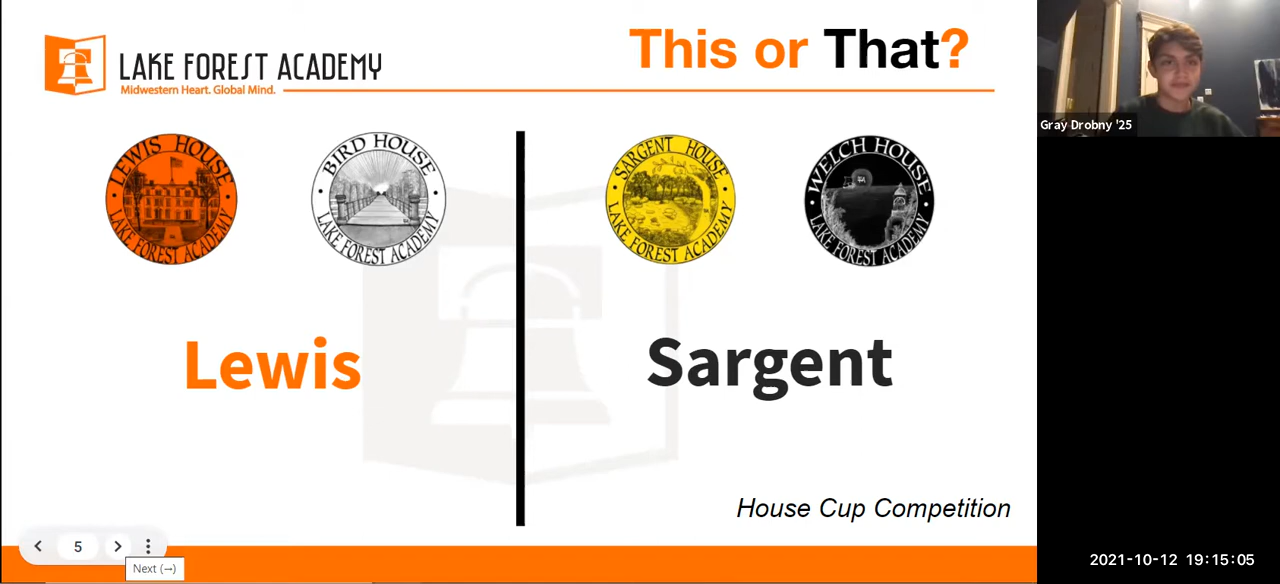 LAKE FOREST ACADEMY
Midwestern Heart. Global Mind.
This or That?
Gray Drobny '25
LEWIS HOUSE
LAKE FOREST ACADEMY
BIRD HOUSE
LAKE FOREST ACADEMY
SARGENT HOUSE
LAKE FOREST ACADEMY
WELCH HOUSE
LAKE FOREST ACADEMY
Lewis
Sargent
House Cup Competition
5
Next (→)
2021-10-12 19:15:05